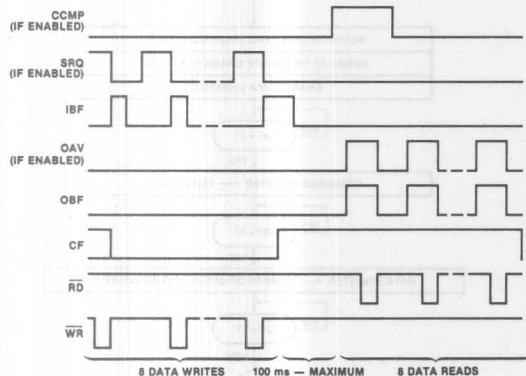 CCMP
(IF ENABLED)
SRQ
(IF ENABLED)
IBF
OAV
(IF ENABLED)
OBF
CF
RD
WR
8 DATA WRITES 100 ms — MAXIMUM 8 DATA READS